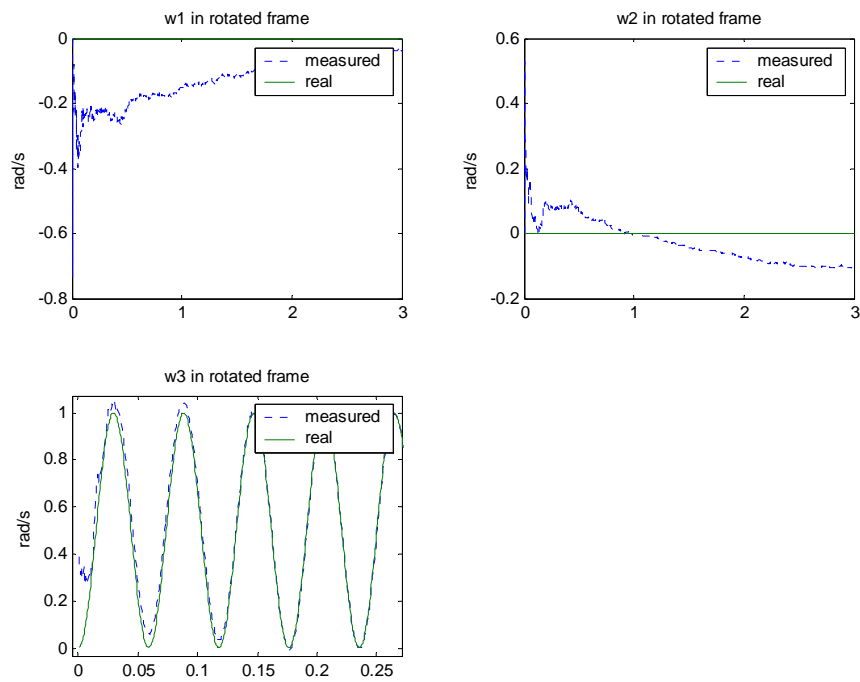 w1 in rotated frame
0
-0.2
-0.4
-0.6
-0.8
rad/s
measured
real
0 1 2 3
w2 in rotated frame
0.6
0.4
0.2
0
-0.2
rad/s
measured
real
0 1 2 3
w3 in rotated frame
1
0.8
0.6
0.4
0.2
0
rad/s
measured
real
0 0.05 0.1 0.15 0.2 0.25